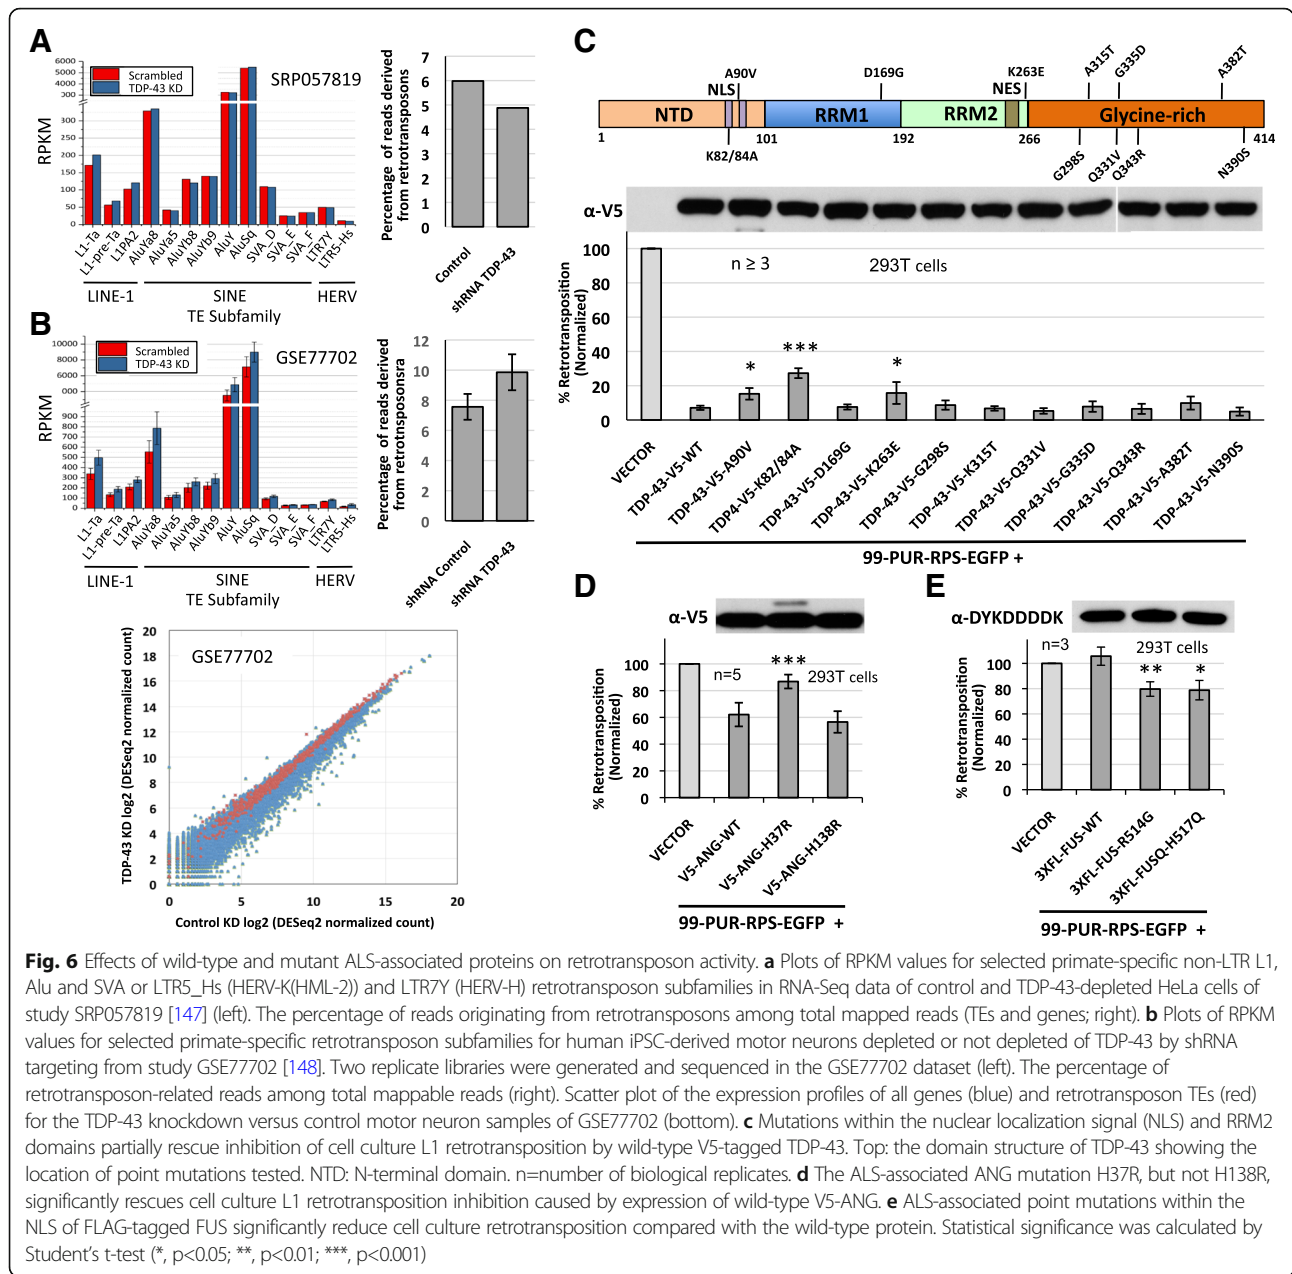 A
RPKM
6000
5000
4000
3000
300
300
250
200
150
100
50
0
Scrambled
TDP-43 KD
SRP057819
L1-Ta
L1-pre-Ta
L1PA2
AluYa8
AluYa5
AluYb8
AluYb9
AluY
AluSq
SVA_D
SVA_E
SVA_F
LTR7Y
LTR5-Hs
LINE-1
SINE
HERV
TE Subfamily
Percentage of reads derived
from retrotransposons
7
6
5
4
3
2
1
0
Control
shRNA TDP-43
B
RPKM
10000
8000
6000
000
900
800
700
600
500
400
300
200
100
0
Scrambled
TDP-43 KD
GSE77702
L1-Ta
L1-pre-Ta
L1PA2
AluYa8
AluYa5
AluYb8
AluYb9
AluY
AluSq
SVA_D
SVA_E
SVA_F
LTR7Y
LTR5-Hs
LINE-1
SINE
HERV
TE Subfamily
Percentage of reads derived
from retrotnsposonsra
12
10
8
6
4
2
0
shRNA Control
shRNA TDP-43
GSE77702
TDP-43 KD log2 (DESeq2 normalized count)
20
18
16
14
12
10
8
6
4
2
0
0 5 10 15 20
Control KD log2 (DESeq2 normalized count)
C
A90V
D169G
K263E
A315T
G335D
A382T
NLS
NES
NTD
RRM1
RRM2
Glycine-rich
1
101
192
266
414
K82/84A
G298S
Q331V
Q343R
N390S
α-V5
% Retrotransposition
(Normalized)
100
80
60
40
20
0
n ≥ 3
293T cells
*
***
*
VECTOR
TDP-43-V5-WT
TDP-43-V5-A90V
TDP4-V5-K82/84A
TDP-43-V5-D169G
TDP-43-V5-K263E
TDP-43-V5-G298S
TDP-43-V5-K315T
TDP-43-V5-Q331V
TDP-43-V5-G335D
TDP-43-V5-Q343R
TDP-43-V5-A382T
TDP-43-V5-N390S
99-PUR-RPS-EGFP +
D
α-V5
% Retrotransposition
(Normalized)
100
80
60
40
20
0
n=5
***
293T cells
VECTOR
V5-ANG-WT
V5-ANG-H37R
V5-ANG-H138R
99-PUR-RPS-EGFP +
E
α-DYKDDDDK
% Retrotransposition
(Normalized)
100
80
60
40
20
0
n=3
293T cells
**
*
VECTOR
3XFL-FUS-WT
3XFL-FUS-R514G
3XFL-FUSQ-H517Q
99-PUR-RPS-EGFP +
Fig. 6 Effects of wild-type and mutant ALS-associated proteins on retrotransposon activity. a Plots of RPKM values for selected primate-specific non-LTR L1,
Alu and SVA or LTR5_Hs (HERV-K(HML-2)) and LTR7Y (HERV-H) retrotransposon subfamilies in RNA-Seq data of control and TDP-43-depleted HeLa cells of
study SRP057819 [147] (left). The percentage of reads originating from retrotransposons among total mapped reads (TEs and genes; right). b Plots of RPKM
values for selected primate-specific retrotransposon subfamilies for human iPSC-derived motor neurons depleted or not depleted of TDP-43 by shRNA
targeting from study GSE77702 [148]. Two replicate libraries were generated and sequenced in the GSE77702 dataset (left). The percentage of
retrotransposon-related reads among total mappable reads (right). Scatter plot of the expression profiles of all genes (blue) and retrotransposon TEs (red)
for the TDP-43 knockdown versus control motor neuron samples of GSE77702 (bottom). c Mutations within the nuclear localization signal (NLS) and RRM2
domains partially rescue inhibition of cell culture L1 retrotransposition by wild-type V5-tagged TDP-43. Top: the domain structure of TDP-43 showing the
location of point mutations tested. NTD: N-terminal domain. n=number of biological replicates. d The ALS-associated ANG mutation H37R, but not H138R,
significantly rescues cell culture L1 retrotransposition inhibition caused by expression of wild-type V5-ANG. e ALS-associated point mutations within the
NLS of FLAG-tagged FUS significantly reduce cell culture retrotransposition compared with the wild-type protein. Statistical significance was calculated by
Student's t-test (*, p<0.05; **, p<0.01; ***, p<0.001)